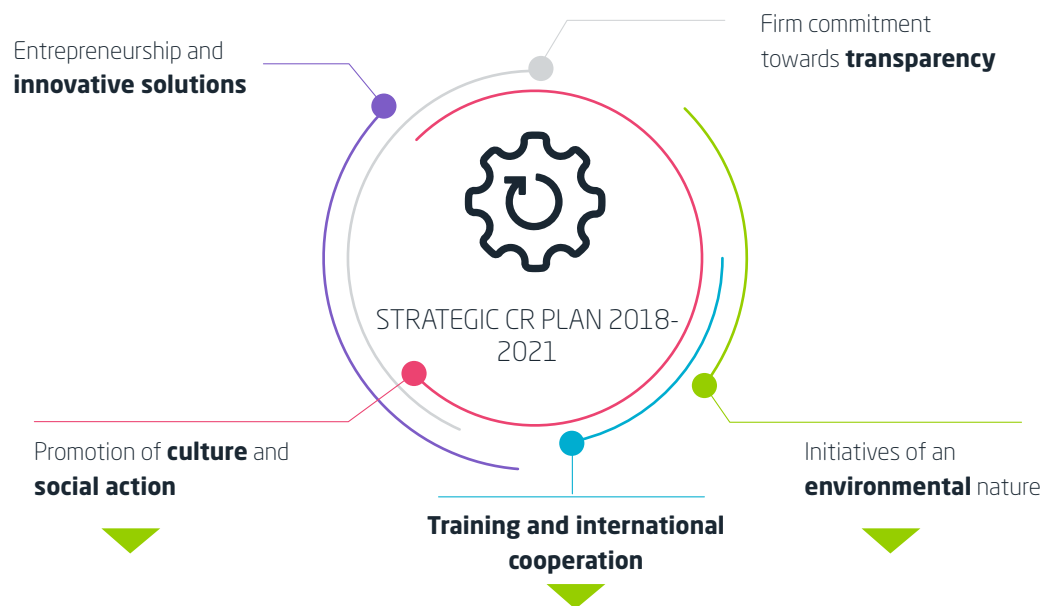 Entrepreneurship and
innovative solutions
Firm commitment
towards transparency
STRATEGIC CR PLAN 2018-
2021
Promotion of culture and
social action
Training and international
cooperation
Initiatives of an
environmental nature